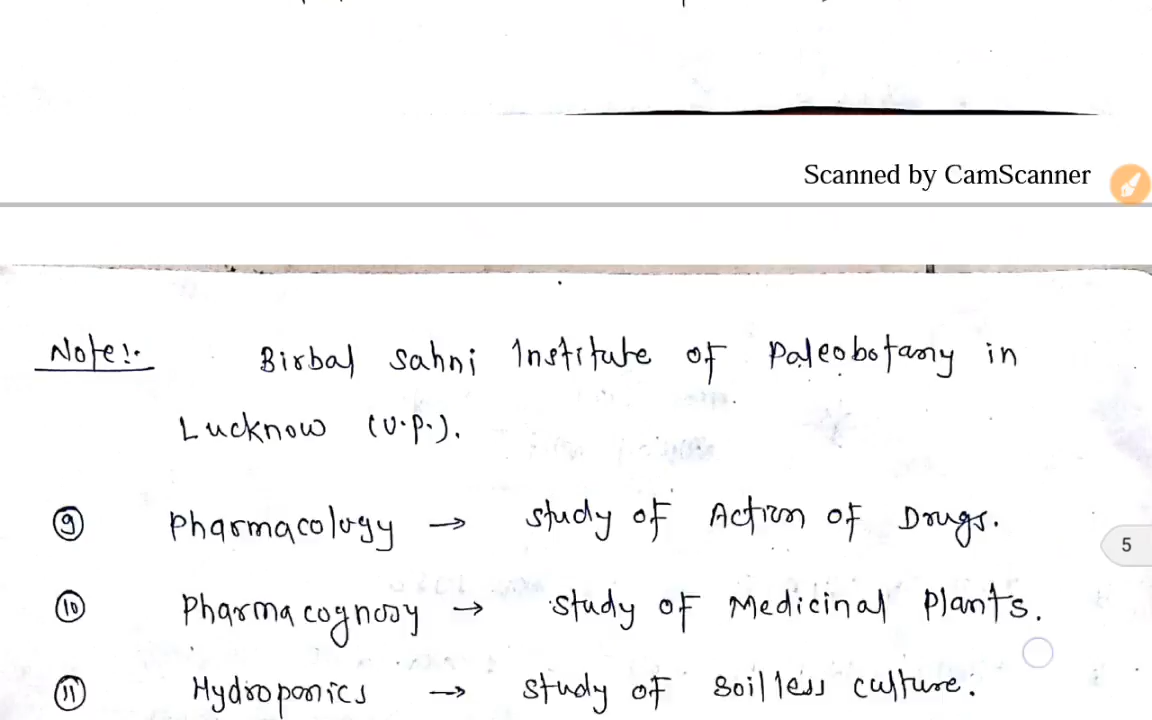 Scanned by CamScanner
Note:- Birbal Sahni Institute of Paleobotany in
Lucknow (U.P.).
⑨ Pharmacology → study of Action of Drugs.
5
⑩ Pharmacognosy → study of Medicinal Plants.
⑪ Hydroponics → study of soilless culture.